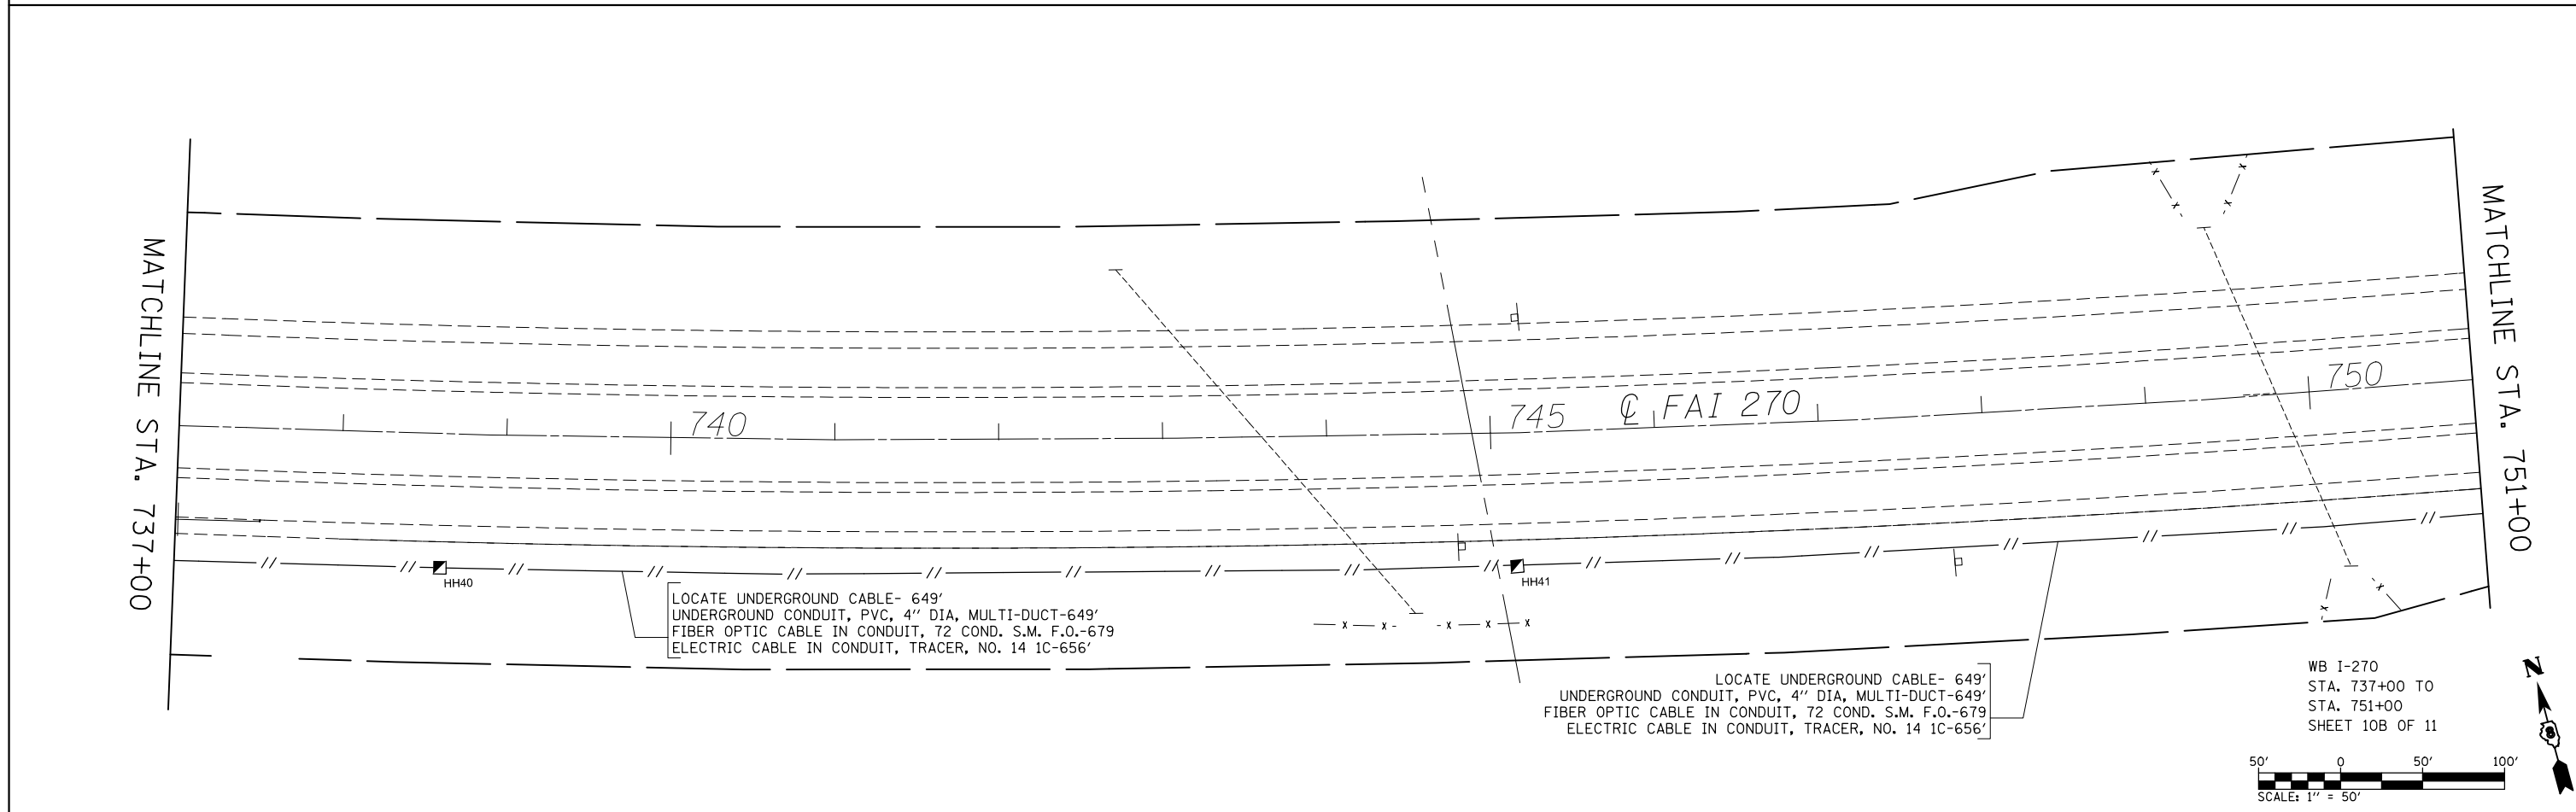 MATCHLINE STA. 737+00
MATCHLINE STA. 751+00
740
745
℄ FAI 270
750
HH40
HH41
LOCATE UNDERGROUND CABLE- 649'
UNDERGROUND CONDUIT, PVC, 4'' DIA, MULTI-DUCT-649'
FIBER OPTIC CABLE IN CONDUIT, 72 COND. S.M. F.O.-679
ELECTRIC CABLE IN CONDUIT, TRACER, NO. 14 1C-656'
LOCATE UNDERGROUND CABLE- 649'
UNDERGROUND CONDUIT, PVC, 4'' DIA, MULTI-DUCT-649'
FIBER OPTIC CABLE IN CONDUIT, 72 COND. S.M. F.O.-679
ELECTRIC CABLE IN CONDUIT, TRACER, NO. 14 1C-656'
WB I-270
STA. 737+00 TO
STA. 751+00
SHEET 10B OF 11
N
8
50' 0 50' 100'
SCALE: 1'' = 50'